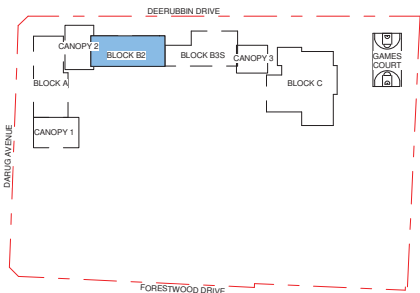 DEERUBBIN DRIVE
CANOPY 2
BLOCK B2
BLOCK B3S
CANOPY 3
GAMES
COURT
BLOCK A
BLOCK C
CANOPY 1
DARUG AVENUE
FORESTWOOD DRIVE